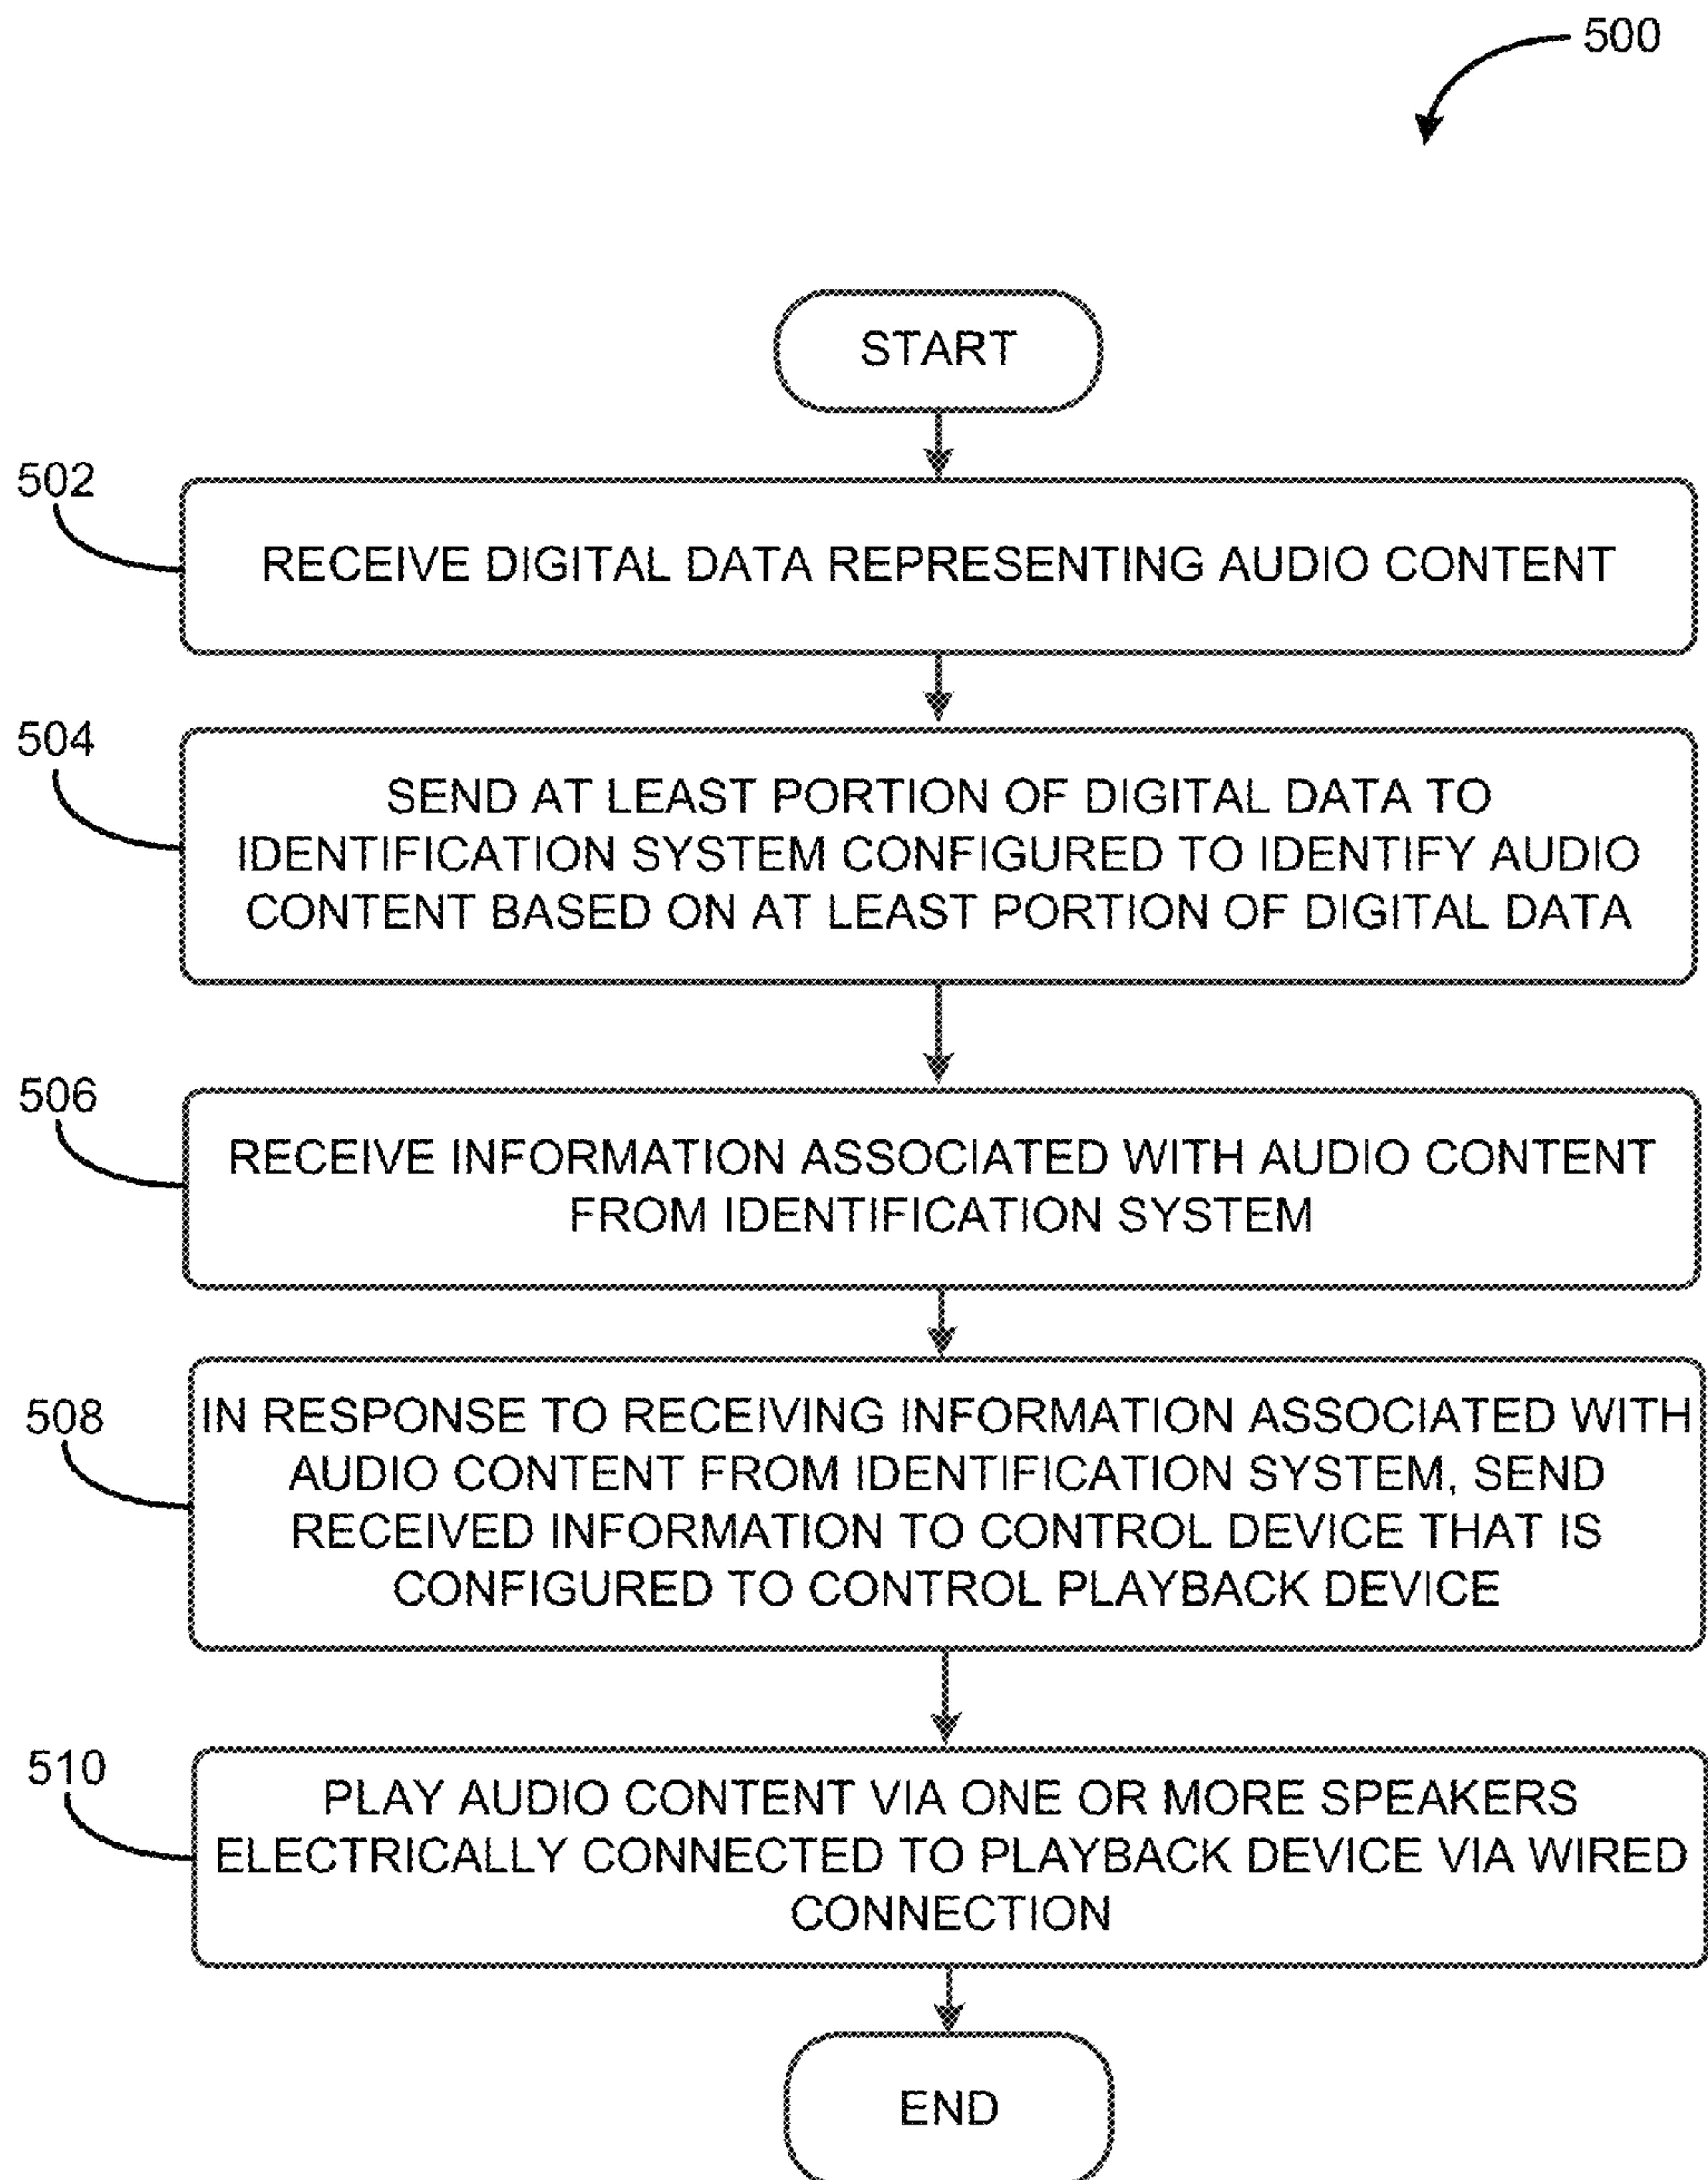 500
START
502
RECEIVE DIGITAL DATA REPRESENTING AUDIO CONTENT
504
SEND AT LEAST PORTION OF DIGITAL DATA TO
IDENTIFICATION SYSTEM CONFIGURED TO IDENTIFY AUDIO
CONTENT BASED ON AT LEAST PORTION OF DIGITAL DATA
506
RECEIVE INFORMATION ASSOCIATED WITH AUDIO CONTENT
FROM IDENTIFICATION SYSTEM
508
IN RESPONSE TO RECEIVING INFORMATION ASSOCIATED WITH
AUDIO CONTENT FROM IDENTIFICATION SYSTEM, SEND
RECEIVED INFORMATION TO CONTROL DEVICE THAT IS
CONFIGURED TO CONTROL PLAYBACK DEVICE
510
PLAY AUDIO CONTENT VIA ONE OR MORE SPEAKERS
ELECTRICALLY CONNECTED TO PLAYBACK DEVICE VIA WIRED
CONNECTION
END